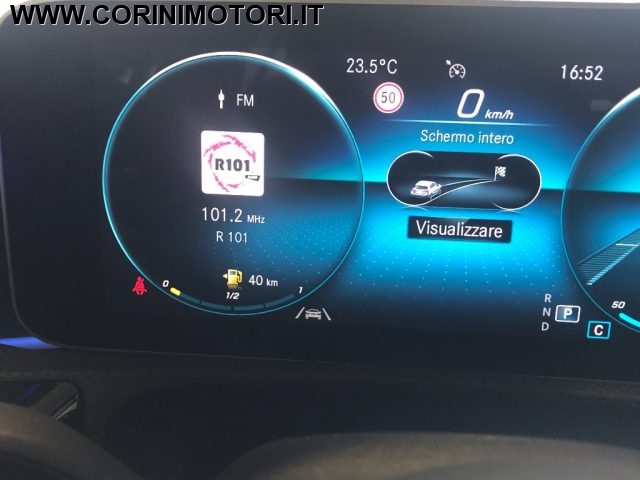 WWW.CORINIMOTORI.IT
23.5°C
16:52
FM
50
0 km/h
Schermo intero
R101
101.2 MHz
R 101
Visualizzare
40 km
0
1/2
1
R
N
D
P
C
50